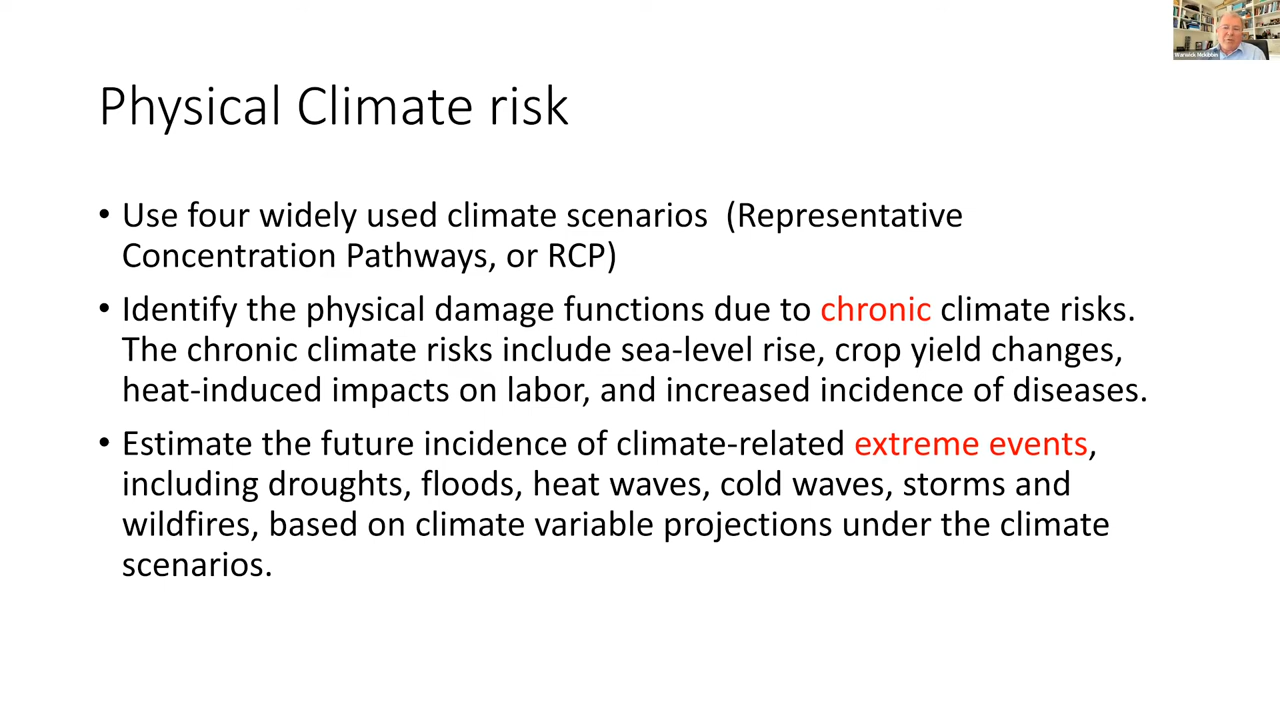 Warwick McKibbin
Physical Climate risk
• Use four widely used climate scenarios  (Representative
Concentration Pathways, or RCP)
• Identify the physical damage functions due to chronic climate risks.
The chronic climate risks include sea-level rise, crop yield changes,
heat-induced impacts on labor, and increased incidence of diseases.
• Estimate the future incidence of climate-related extreme events,
including droughts, floods, heat waves, cold waves, storms and
wildfires, based on climate variable projections under the climate
scenarios.